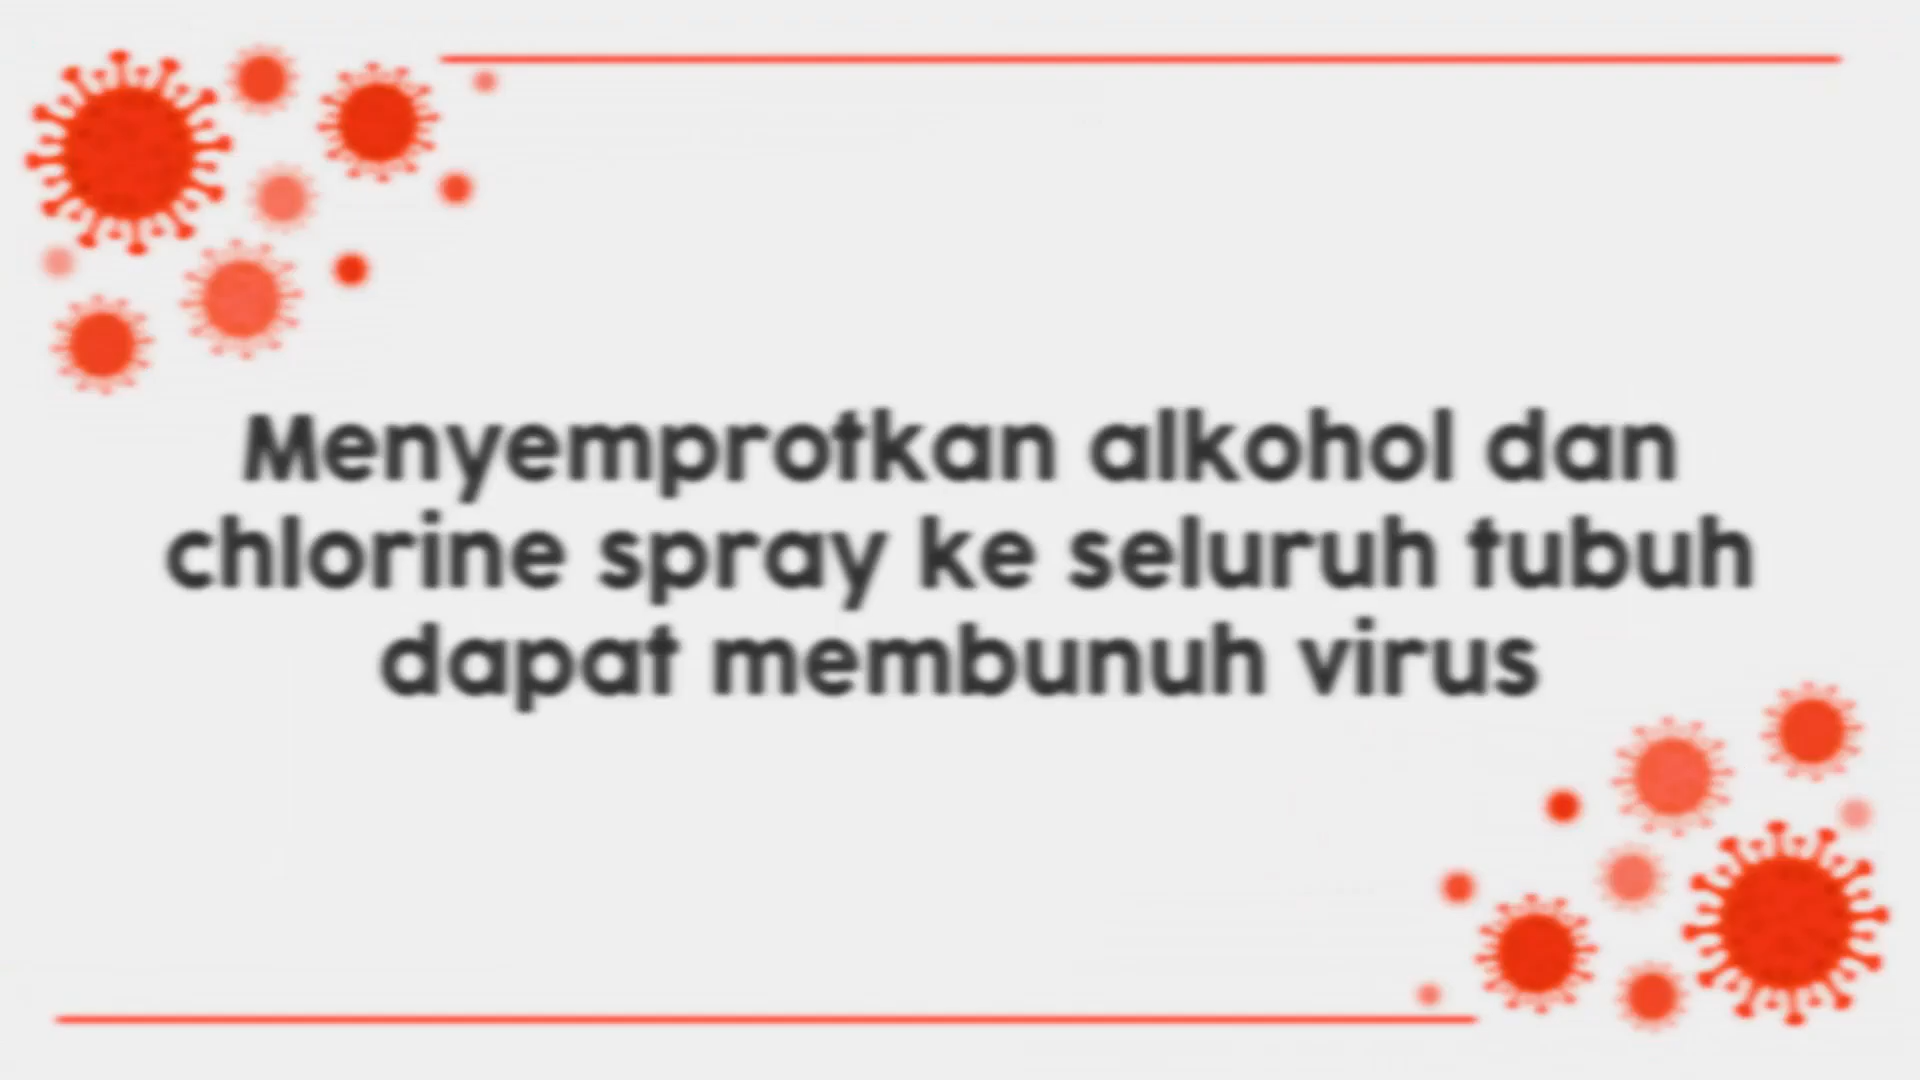 Menyemprotkan alkohol dan
chlorine spray ke seluruh tubuh
dapat membunuh virus